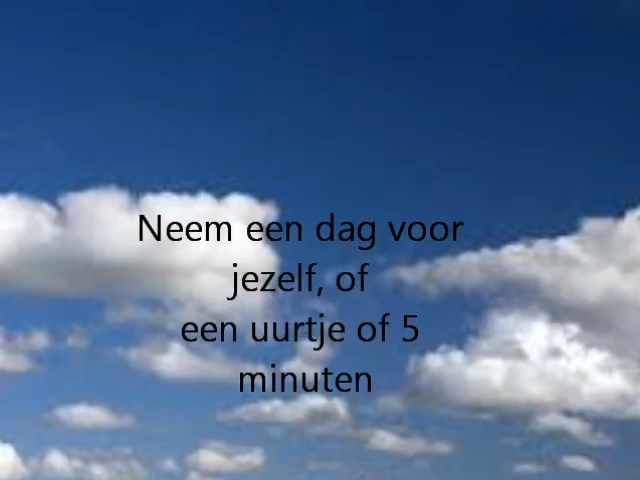 Neem een dag voor
jezelf, of
een uurtje of 5
minuten